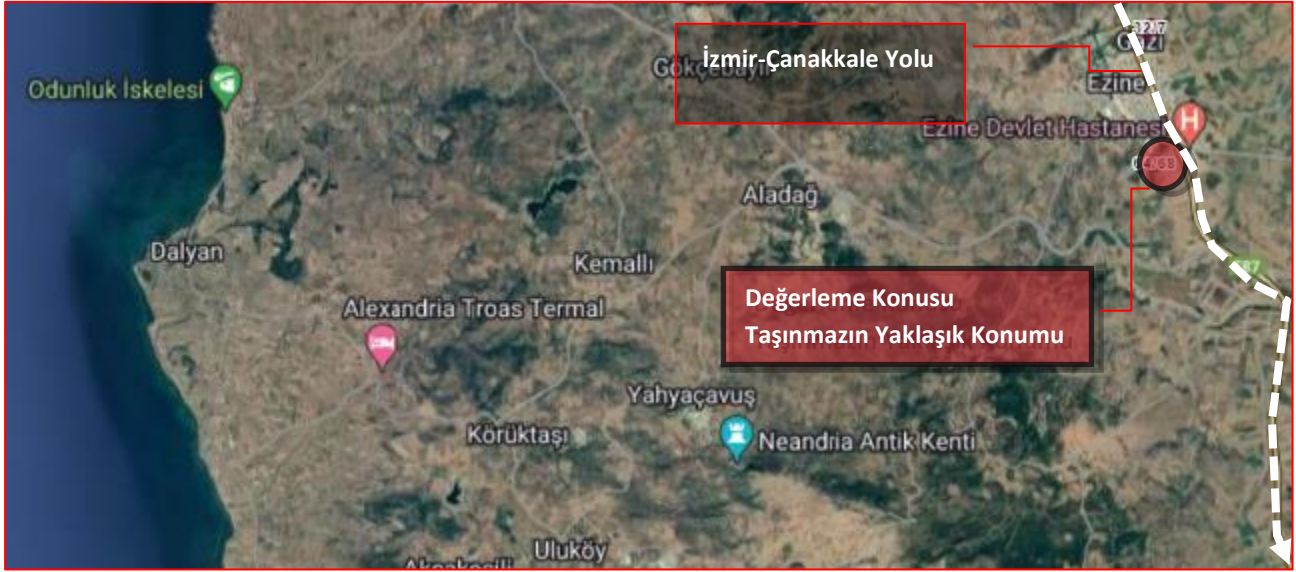 İzmir-Çanakkale Yolu
Gökçebayır
Gazi
Ezine
Odunluk İskelesi
Ezine Devlet Hastanesi
H
Aladağ
Dalyan
Kemallı
Değerleme Konusu
Taşınmazın Yaklaşık Konumu
Alexandria Troas Termal
Yahyaçavuş
Körüktaşı
Neandria Antik Kenti
Uluköy